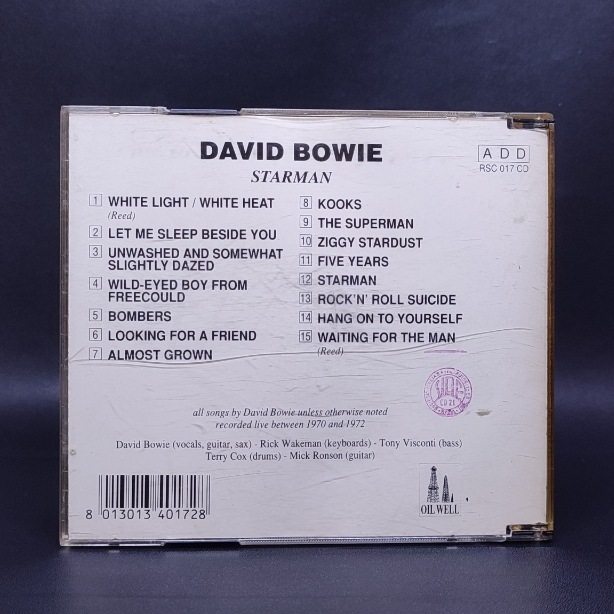 DAVID BOWIE
STARMAN
A D D
RSC 017 CD
1 WHITE LIGHT / WHITE HEAT
(Reed)
2 LET ME SLEEP BESIDE YOU
3 UNWASHED AND SOMEWHAT
SLIGHTLY DAZED
4 WILD-EYED BOY FROM
FREECOULD
5 BOMBERS
6 LOOKING FOR A FRIEND
7 ALMOST GROWN
8 KOOKS
9 THE SUPERMAN
10 ZIGGY STARDUST
11 FIVE YEARS
12 STARMAN
13 ROCK'N' ROLL SUICIDE
14 HANG ON TO YOURSELF
15 WAITING FOR THE MAN
(Reed)
all songs by David Bowie unless otherwise noted
recorded live between 1970 and 1972
David Bowie (vocals, guitar, sax) - Rick Wakeman (keyboards) - Tony Visconti (bass)
Terry Cox (drums) - Mick Ronson (guitar)
8 013013 401728
OIL WELL